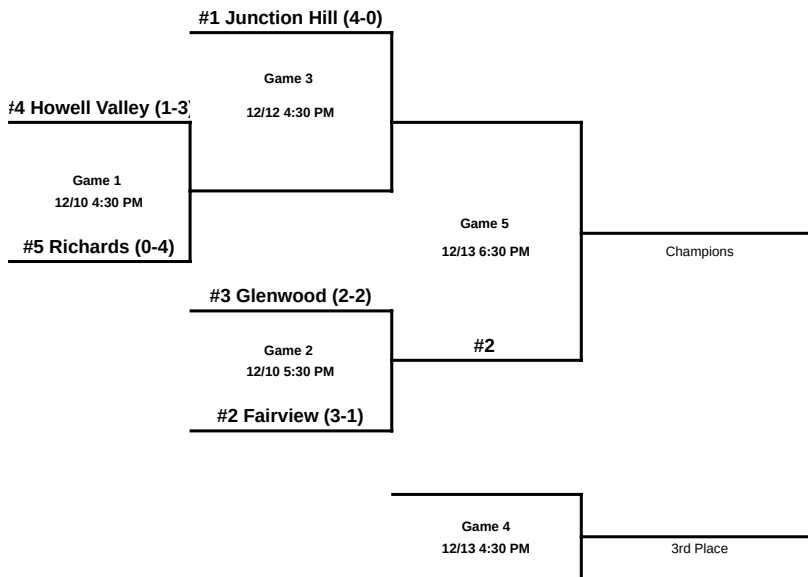 #1 Junction Hill (4-0)
Game 3
12/12 4:30 PM
#4 Howell Valley (1-3)
Game 1
12/10 4:30 PM
#5 Richards (0-4)
Game 5
12/13 6:30 PM
Champions
#3 Glenwood (2-2)
Game 2
12/10 5:30 PM
#2
#2 Fairview (3-1)
Game 4
12/13 4:30 PM
3rd Place